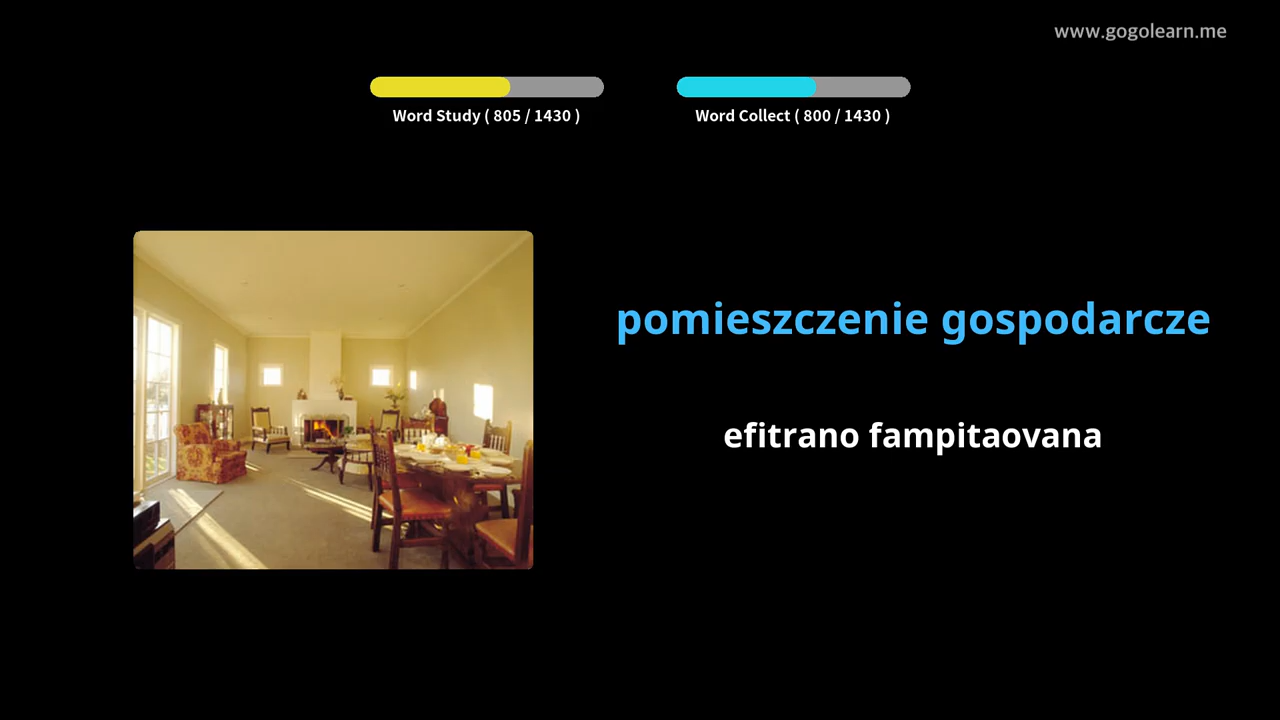 www.gogolearn.me
Word Study ( 805 / 1430 )
Word Collect ( 800 / 1430 )
pomieszczenie gospodarcze
efitrano fampitaovana